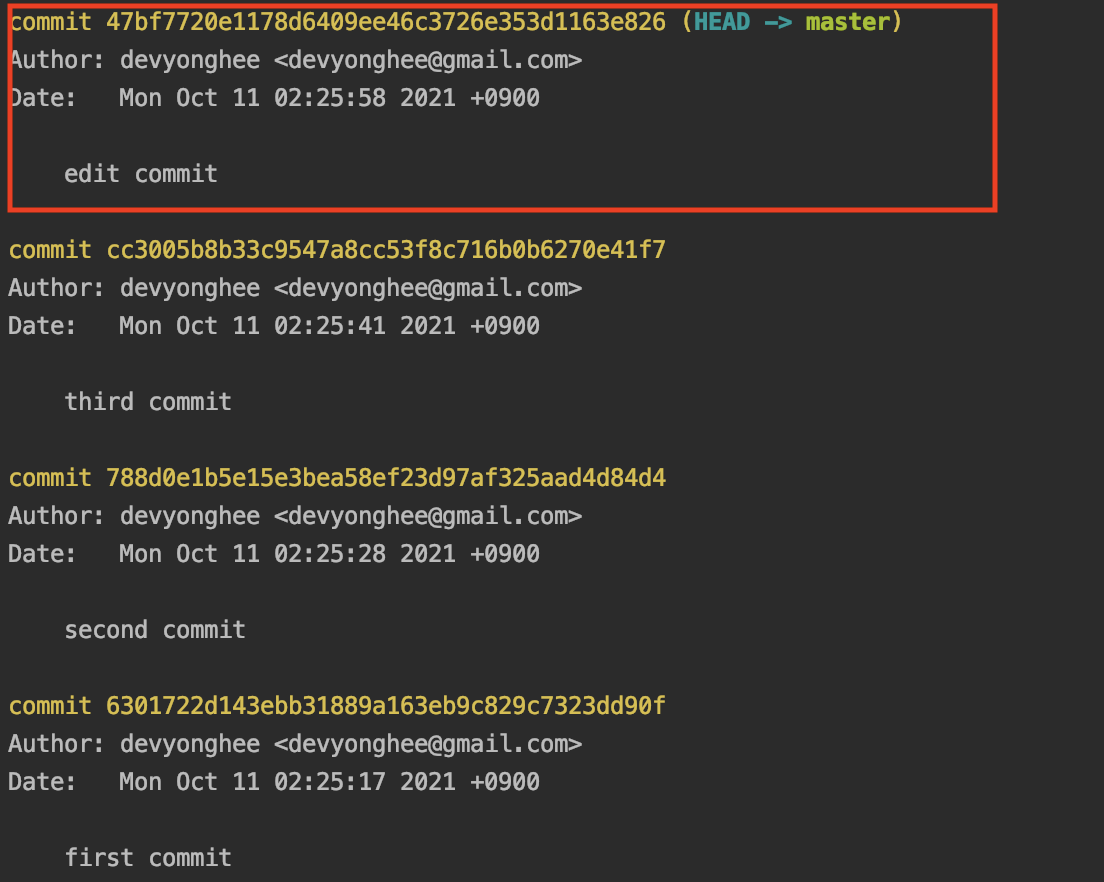 commit 47bf7720e1178d6409ee46c3726e353d1163e826 (HEAD -> master)
Author: devyonghee <devyonghee@gmail.com>
Date:   Mon Oct 11 02:25:58 2021 +0900
    edit commit
commit cc3005b8b33c9547a8cc53f8c716b0b6270e41f7
Author: devyonghee <devyonghee@gmail.com>
Date:   Mon Oct 11 02:25:41 2021 +0900
    third commit
commit 788d0e1b5e15e3bea58ef23d97af325aad4d84d4
Author: devyonghee <devyonghee@gmail.com>
Date:   Mon Oct 11 02:25:28 2021 +0900
    second commit
commit 6301722d143ebb31889a163eb9c829c7323dd90f
Author: devyonghee <devyonghee@gmail.com>
Date:   Mon Oct 11 02:25:17 2021 +0900
    first commit